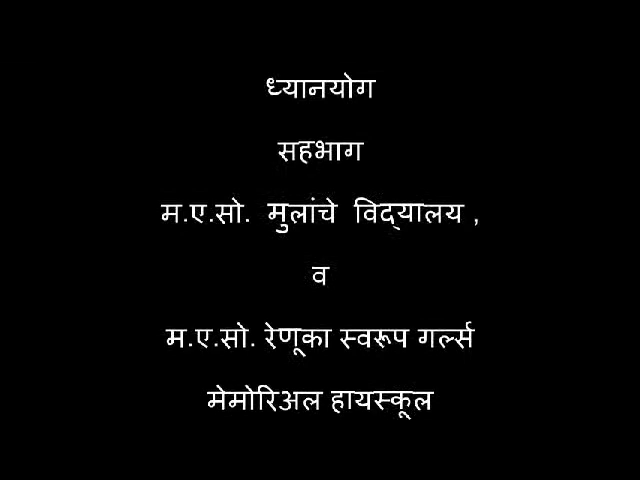 ध्यानयोग
सहभाग
म.ए.सो. मुलांचे विद्यालय ,
व
म.ए.सो. रेणूका स्वरूप गर्ल्स
मेमोरिअल हायस्कूल